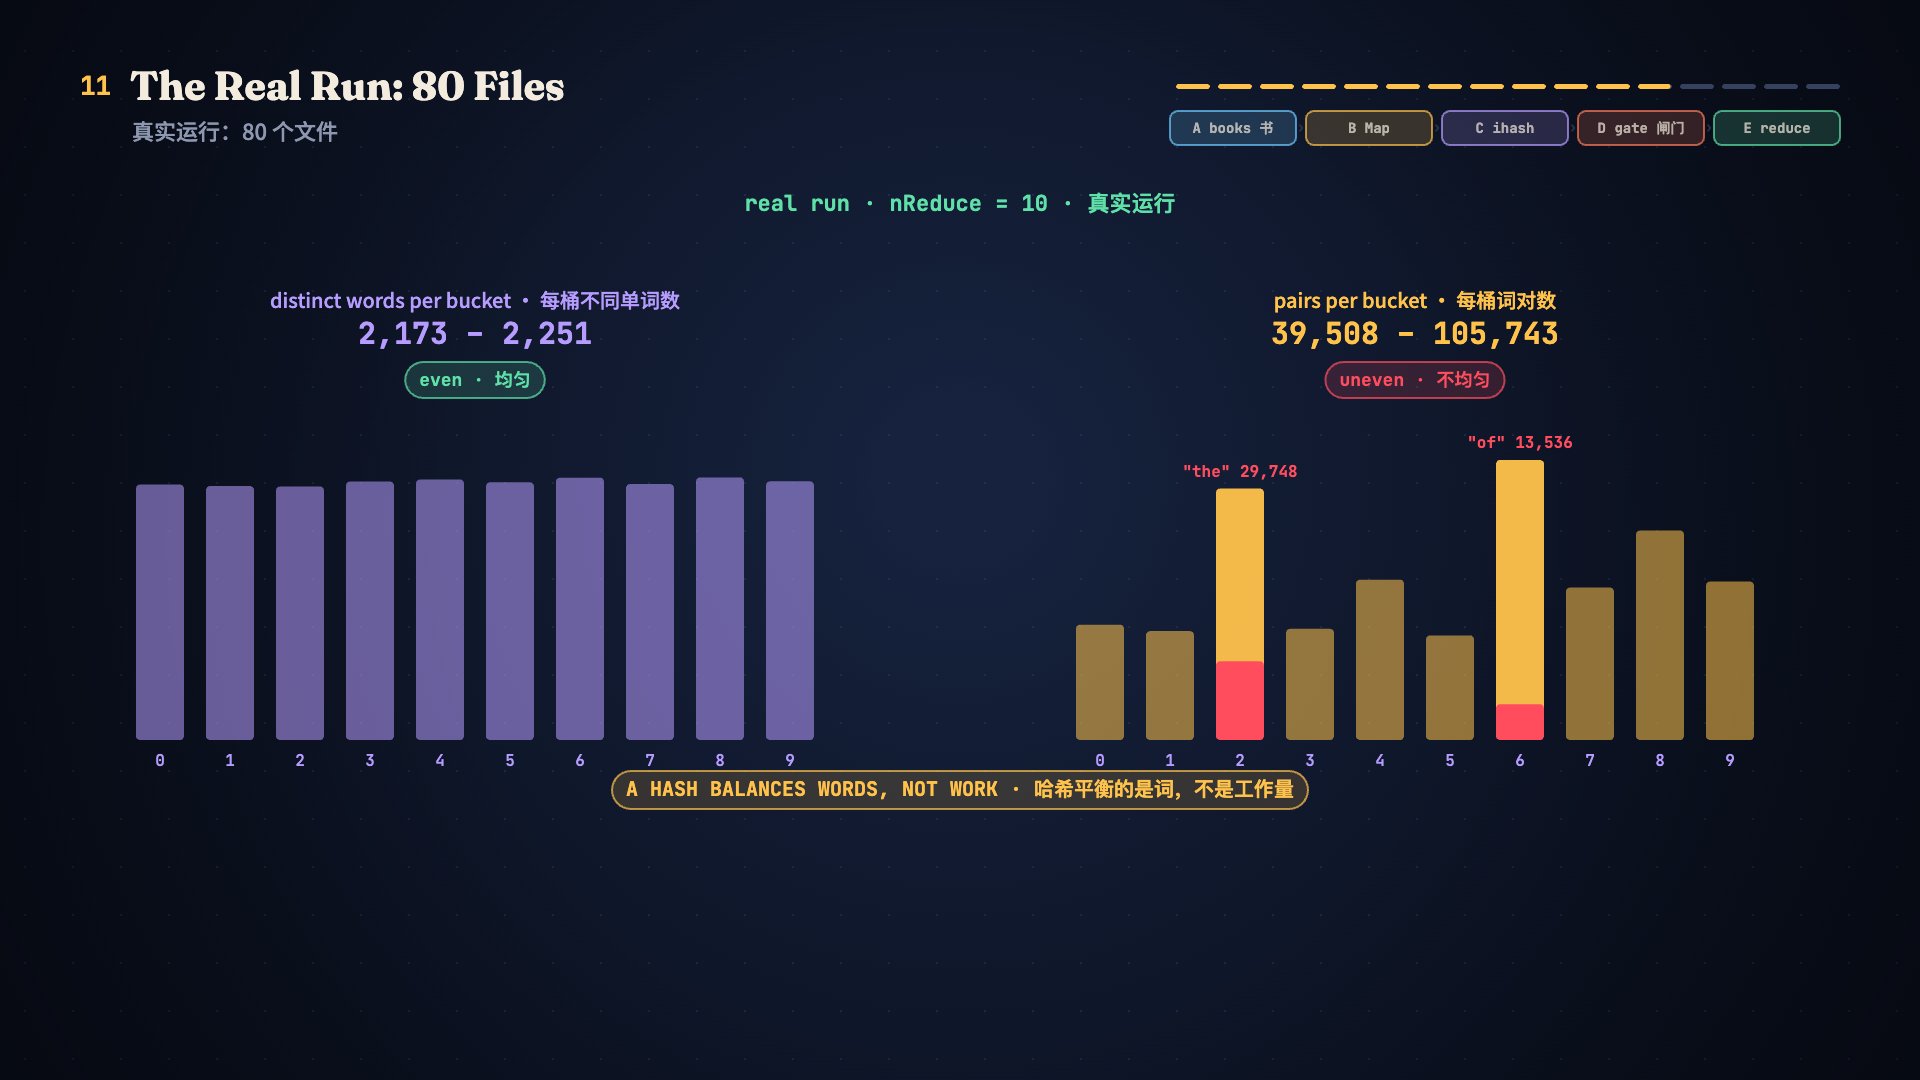 11 The Real Run: 80 Files
真实运行：80 个文件
A books 书
B Map
C ihash
D gate 闸门
E reduce
real run · nReduce = 10 · 真实运行
distinct words per bucket • 每桶不同单词数
2,173 – 2,251
even · 均匀
0 1 2 3 4 5 6 7 8 9
pairs per bucket • 每桶词对数
39,508 – 105,743
uneven · 不均匀
"of" 13,536
"the" 29,748
0 1 2 3 4 5 6 7 8 9
A HASH BALANCES WORDS, NOT WORK · 哈希平衡的是词，不是工作量